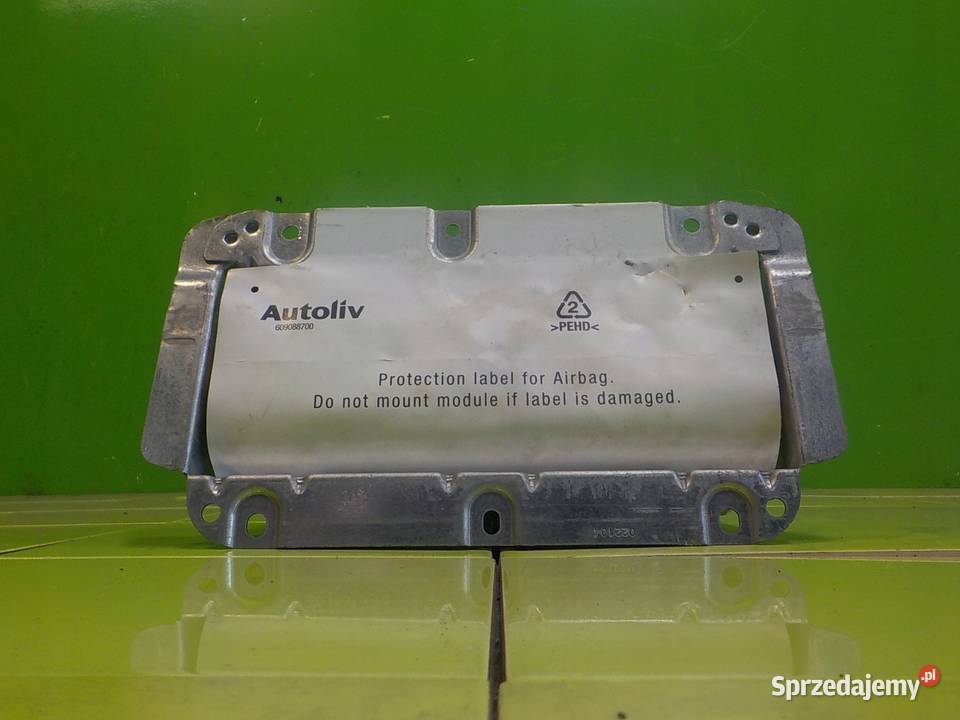 Autoliv
609088700
2
>PEHD<
Protection label for Airbag.
Do not mount module if label is damaged.
Sprzedajemy.pl